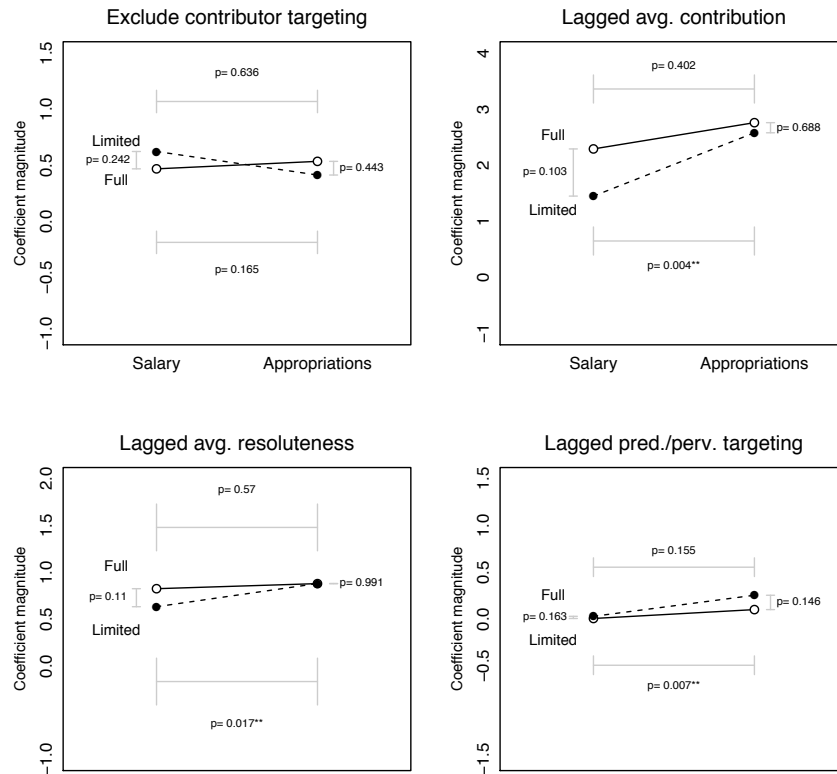 Exclude contributor targeting
Coefficient magnitude
1.5
1.0
0.5
0.0
−0.5
−1.0
p= 0.636
Limited
p= 0.242
Full
p= 0.443
p= 0.165
Salary
Appropriations
Lagged avg. contribution
Coefficient magnitude
4
3
2
1
0
−1
p= 0.402
Full
p= 0.688
p= 0.103
Limited
p= 0.004**
Salary
Appropriations
Lagged avg. resoluteness
Coefficient magnitude
2.0
1.5
1.0
0.5
0.0
−1.0
p= 0.57
Full
p= 0.11
p= 0.991
Limited
p= 0.017**
Lagged pred./perv. targeting
Coefficient magnitude
1.5
1.0
0.5
0.0
−0.5
−1.5
p= 0.155
Full
p= 0.163
p= 0.146
Limited
p= 0.007**